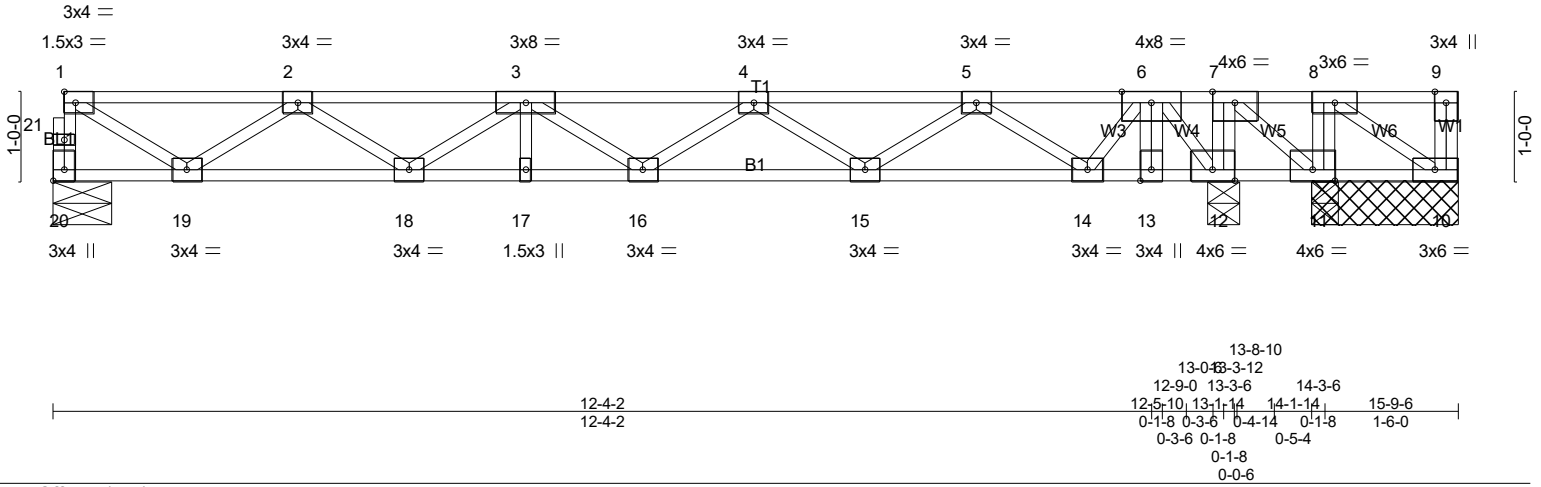 3x4 =
1.5x3 = 3x4 = 3x8 = 3x4 = 3x4 = 4x8 = 3x4 ||
4x6 = 3x6 =
1 2 3 4 5 6 7 8 9
T1
21
1-0-0
W3 W4 W5 W6 W1
1-0-0
B1
20 19 18 17 16 15 14 13 12 11 10
3x4 || 3x4 = 3x4 = 1.5x3 || 3x4 = 3x4 = 3x4 = 3x4 || 4x6 = 4x6 = 3x6 =
13-8-10
13-0-6 13-3-12
12-9-0 13-3-6 14-3-6
12-4-2 12-5-10 13-1-14 14-1-14 15-9-6
12-4-2 0-1-8 0-3-6 0-4-14 0-1-8 1-6-0
0-3-6 0-1-8 0-5-4
0-1-8
0-0-6